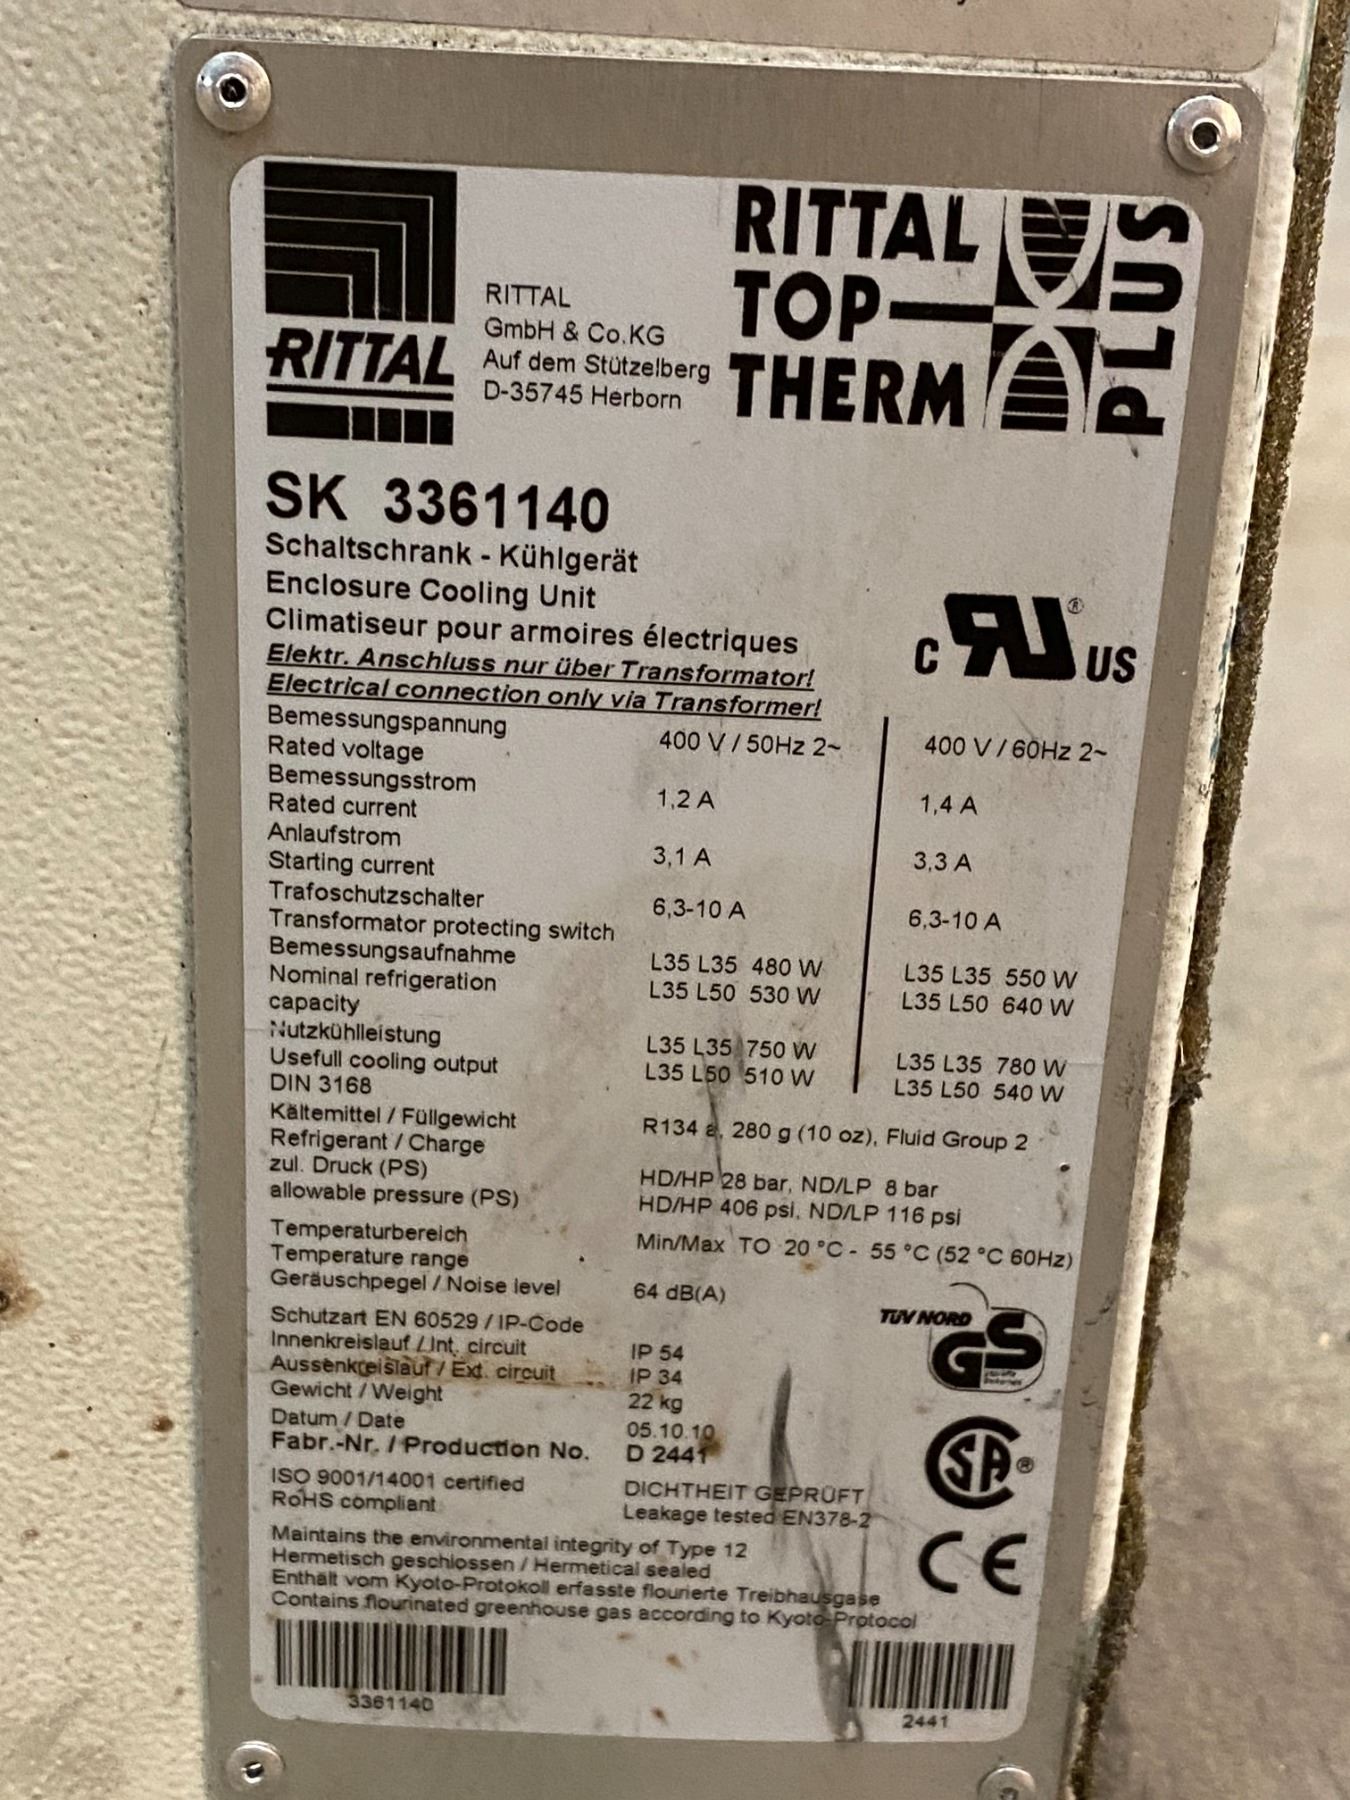 RITTAL
RITTAL
GmbH & Co.KG
Auf dem Stützelberg
D-35745 Herborn
RITTAL
TOP
THERM
PLUS
SK 3361140
Schaltschrank - Kühlgerät
Enclosure Cooling Unit
Climatiseur pour armoires électriques
Elektr. Anschluss nur über Transformator!
Electrical connection only via Transformer!
c RU® US
Bemessungspannung
Rated voltage 400 V / 50Hz 2~ 400 V / 60Hz 2~
Bemessungsstrom
Rated current 1,2 A 1,4 A
Anlaufstrom
Starting current 3,1 A 3,3 A
Trafoschutzschalter
Transformator protecting switch 6,3-10 A 6,3-10 A
Bemessungsaufnahme L35 L35 480 W L35 L35 550 W
Nominal refrigeration L35 L50 530 W L35 L50 640 W
capacity
Nutzkühlleistung L35 L35 750 W L35 L35 780 W
Usefull cooling output L35 L50 510 W L35 L50 540 W
DIN 3168
Kältemittel / Füllgewicht
Refrigerant / Charge R134 a, 280 g (10 oz), Fluid Group 2
zul. Druck (PS) HD/HP 28 bar, ND/LP 8 bar
allowable pressure (PS) HD/HP 406 psi, ND/LP 116 psi
Temperaturbereich
Temperature range Min/Max TO 20 °C - 55 °C (52 °C 60Hz)
Geräuschpegel / Noise level 64 dB(A)
Schutzart EN 60529 / IP-Code
Innenkreislauf / Int. circuit IP 54
Aussenkreislauf / Ext. circuit IP 34
Gewicht / Weight 22 kg
Datum / Date 05.10.10
Fabr.-Nr. / Production No. D 2441
TÜV NORD
GS
SA®
CE
ISO 9001/14001 certified DICHTHEIT GEPRÜFT
RoHS compliant Leakage tested EN378-2
Maintains the environmental integrity of Type 12
Hermetisch geschlossen / Hermetical sealed
Enthält vom Kyoto-Protokoll erfasste flourierte Treibhausgase
Contains flourinated greenhouse gas according to Kyoto-Protocol
3361140 2441